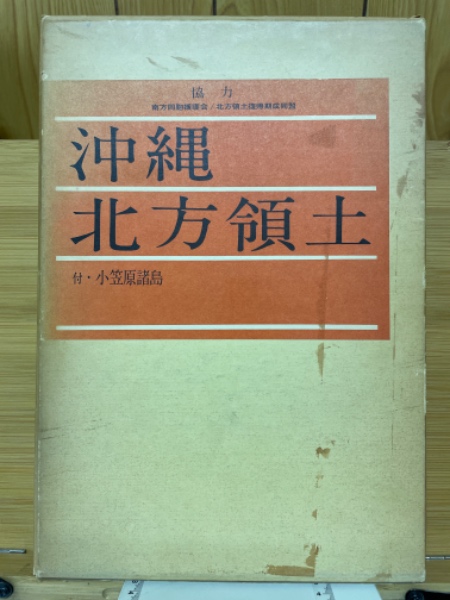 協力
南方同胞援護会／北方領土復帰期成同盟
沖縄
北方領土
付・小笠原諸島